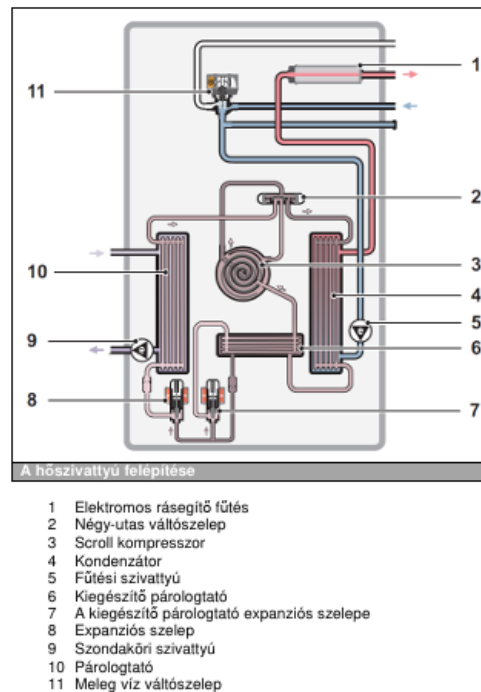 1
11
2
3
10
4
5
9
6
8
7
A hőszivattyú felépítése
1 Elektromos rásegítő fűtés
2 Négy-utas váltószelep
3 Scroll kompresszor
4 Kondenzátor
5 Fűtési szivattyú
6 Kiegészítő párologtató
7 A kiegészítő párologtató expanziós szelepe
8 Expanziós szelep
9 Szondaköri szivattyú
10 Párologtató
11 Meleg víz váltószelep